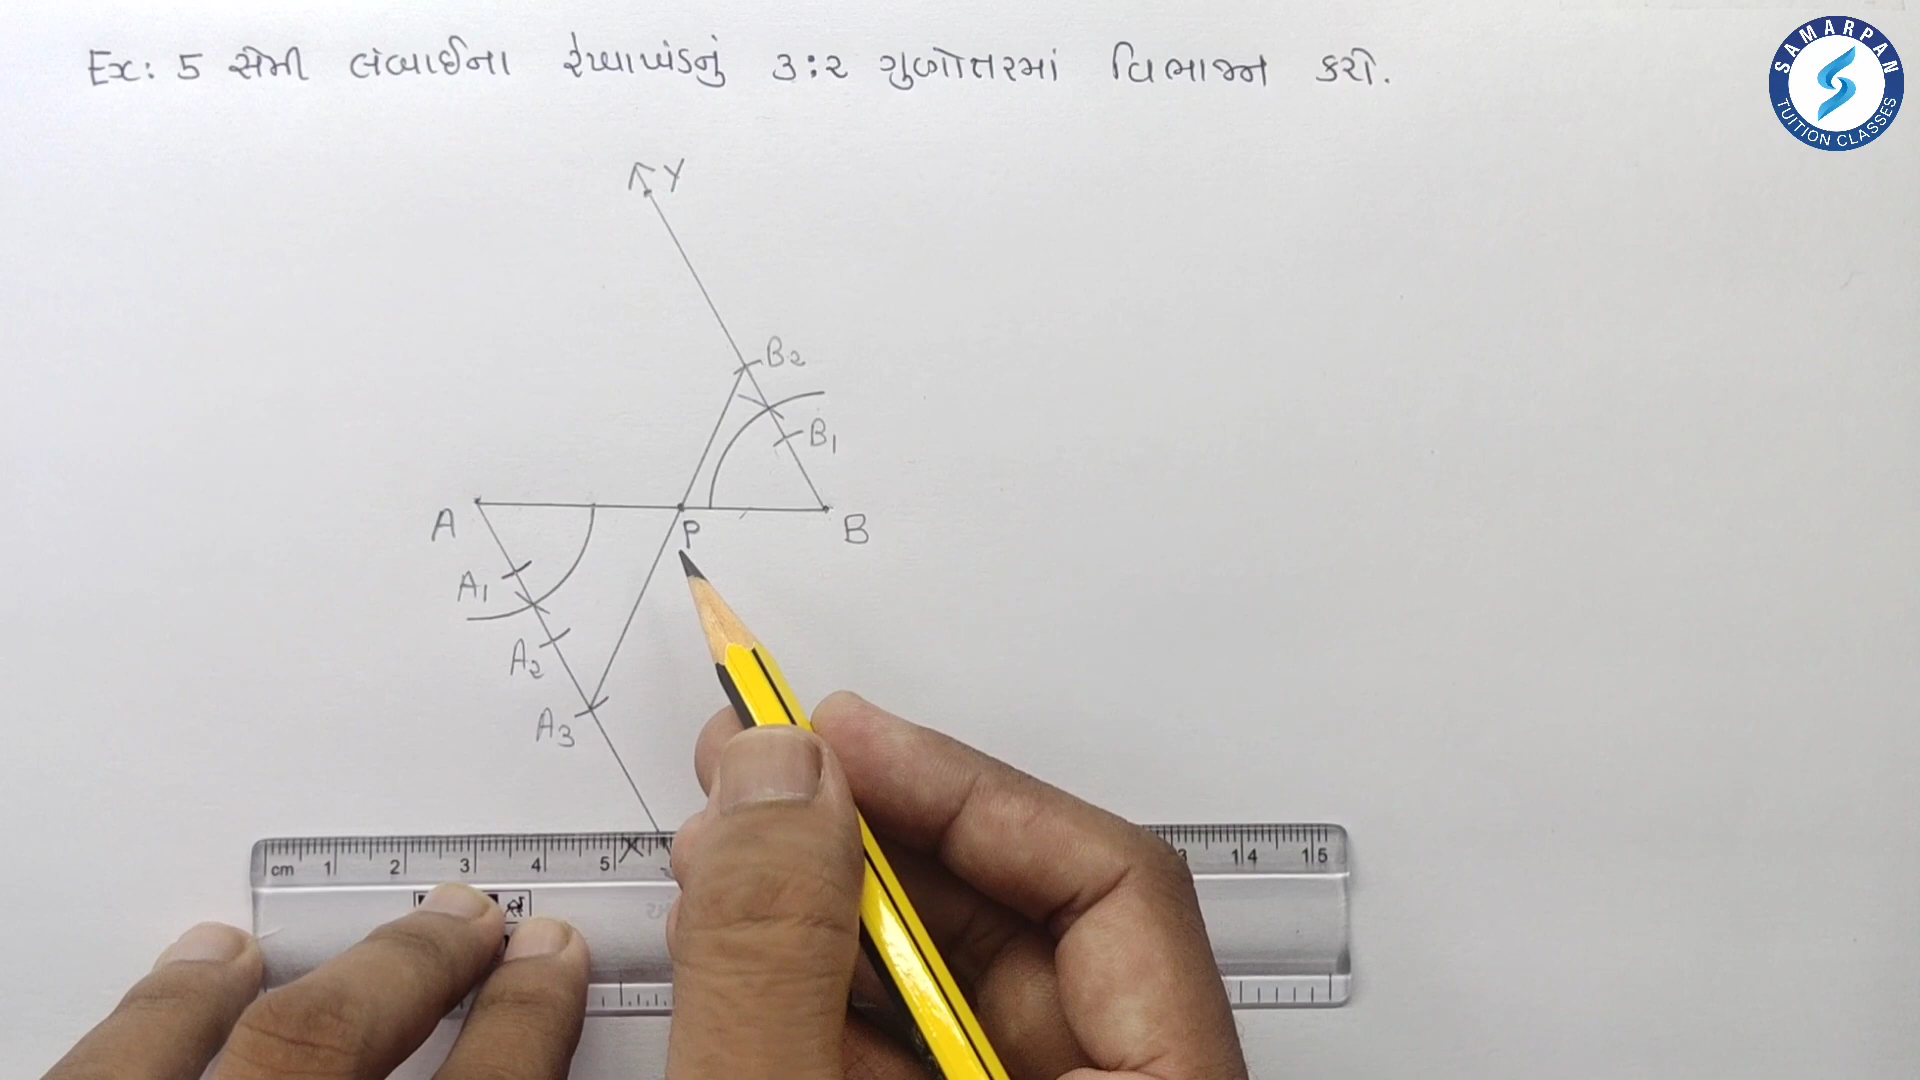 Ex: 5 સેમી લંબાઈના રેખાખંડનું ૩:૨ ગુણોત્તરમાં વિભાજન કરો.
SAMARPAN
TUITION CLASSES
Y
B2
B1
A
P
B
A1
A2
A3
X
cm 1 2 3 4 5 3 14 15